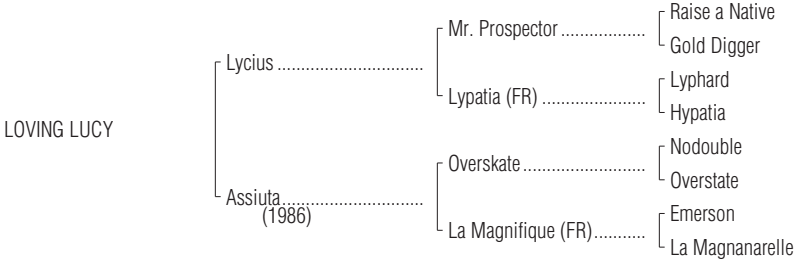 Raise a Native
Mr. Prospector ...................
Gold Digger
Lycius ................................
Lyphard
Lypatia (FR) .......................
Hypatia
LOVING LUCY
Nodouble
Overskate ...........................
Overstate
Assiuta ................................
(1986)
Emerson
La Magnifique (FR) ...........
La Magnanarelle